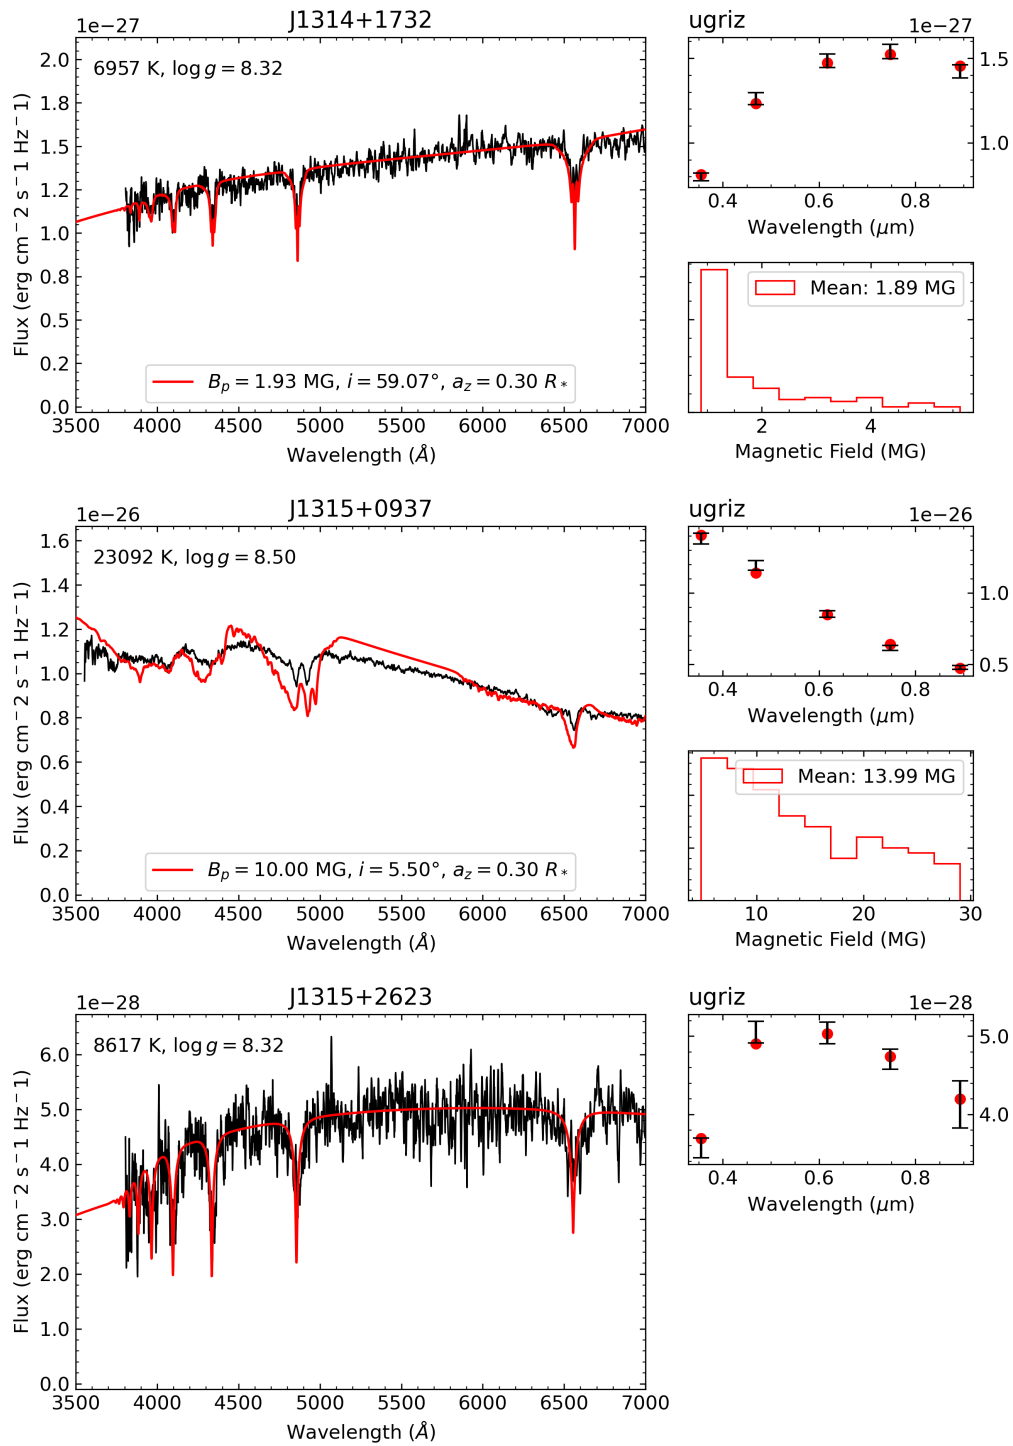 J1314+1732
1e−27
6957 K, log g = 8.32
2.0
1.8
1.5
1.2
1.0
0.8
0.5
0.2
0.0
Flux (erg cm−2 s−1 Hz−1)
B_p = 1.93 MG, i = 59.07°, a_z = 0.30 R_*
3500 4000 4500 5000 5500 6000 6500 7000
Wavelength (Å)
ugriz
1e−27
1.5
1.0
0.4 0.6 0.8
Wavelength (μm)
Mean: 1.89 MG
2 4
Magnetic Field (MG)
J1315+0937
1e−26
23092 K, log g = 8.50
1.6
1.4
1.2
1.0
0.8
0.6
0.4
0.2
0.0
Flux (erg cm−2 s−1 Hz−1)
B_p = 10.00 MG, i = 5.50°, a_z = 0.30 R_*
3500 4000 4500 5000 5500 6000 6500 7000
Wavelength (Å)
ugriz
1e−26
1.0
0.5
0.4 0.6 0.8
Wavelength (μm)
Mean: 13.99 MG
10 20 30
Magnetic Field (MG)
J1315+2623
1e−28
8617 K, log g = 8.32
6.0
5.0
4.0
3.0
2.0
1.0
0.0
Flux (erg cm−2 s−1 Hz−1)
3500 4000 4500 5000 5500 6000 6500 7000
Wavelength (Å)
ugriz
1e−28
5.0
4.0
0.4 0.6 0.8
Wavelength (μm)